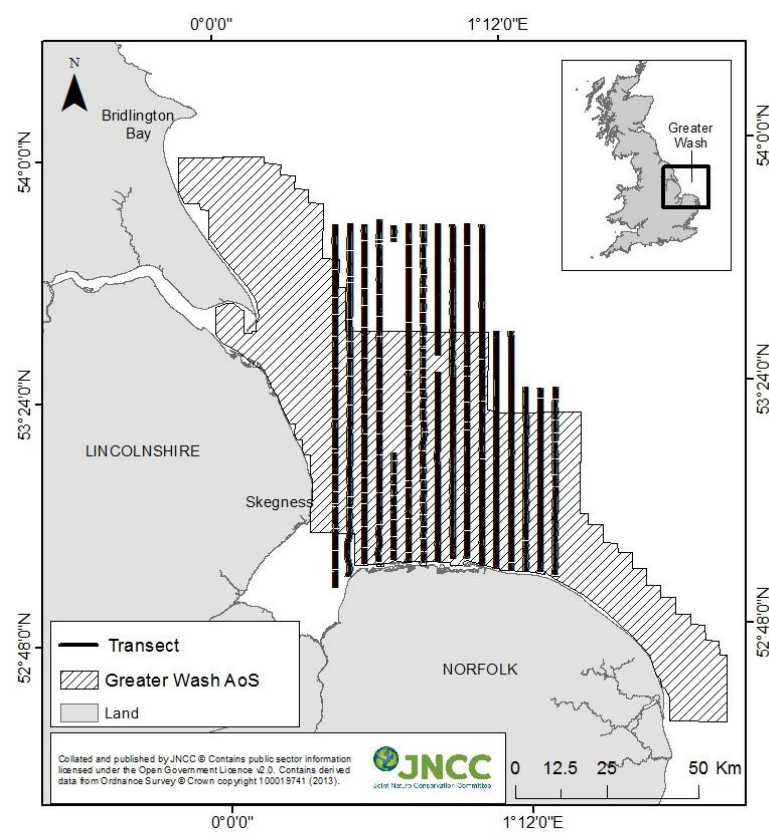 0°0'0"
1°12'0"E
N
Bridlington
Bay
Greater
Wash
54°0'0"N
54°0'0"N
53°24'0"N
53°24'0"N
LINCOLNSHIRE
Skegness
52°48'0"N
52°48'0"N
Transect
Greater Wash AoS
Land
NORFOLK
Collated and published by JNCC © Contains public sector information
licensed under the Open Government Licence v2.0. Contains derived
data from Ordnance Survey © Crown copyright 100019741 (2013).
JNCC
Joint Nature Conservation Committee
0 12.5 25 50 Km
0°0'0"
1°12'0"E